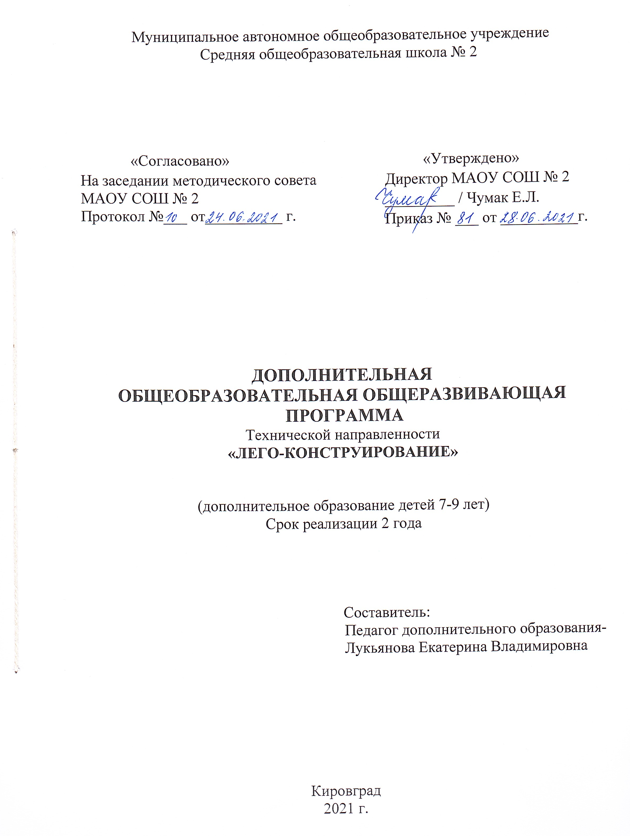 Муниципальное автономное общеобразовательное учреждение
Средняя общеобразовательная школа № 2
«Согласовано»
На заседании методического совета
МАОУ СОШ № 2
Протокол №10 от 24.06.2021 г.
«Утверждено»
Директор МАОУ СОШ № 2
Чумак / Чумак Е.Л.
Приказ № 81 от 28.06.2021 г.
ДОПОЛНИТЕЛЬНАЯ
ОБЩЕОБРАЗОВАТЕЛЬНАЯ ОБЩЕРАЗВИВАЮЩАЯ
ПРОГРАММА
Технической направленности
«ЛЕГО-КОНСТРУИРОВАНИЕ»
(дополнительное образование детей 7-9 лет)
Срок реализации 2 года
Составитель:
Педагог дополнительного образования-
Лукьянова Екатерина Владимировна
Кировград
2021 г.